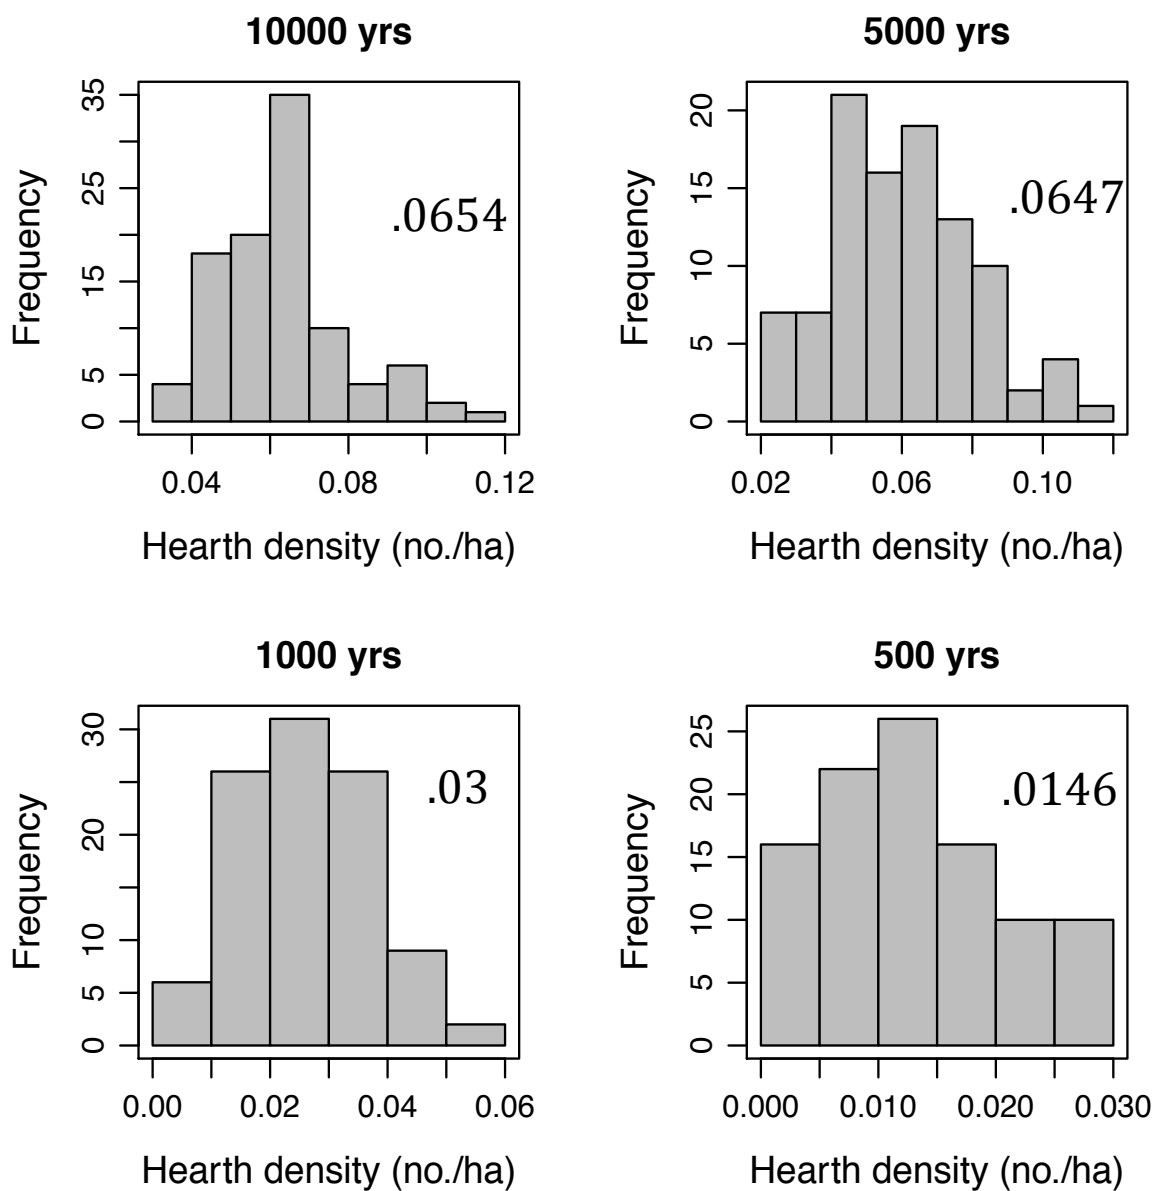 10000 yrs
35
25
15
5
0
Frequency
.0654
0.04 0.08 0.12
Hearth density (no./ha)
5000 yrs
20
15
10
5
0
Frequency
.0647
0.02 0.06 0.10
Hearth density (no./ha)
1000 yrs
30
20
10
5
0
Frequency
.03
0.00 0.02 0.04 0.06
Hearth density (no./ha)
500 yrs
25
20
15
10
5
0
Frequency
.0146
0.000 0.010 0.020 0.030
Hearth density (no./ha)